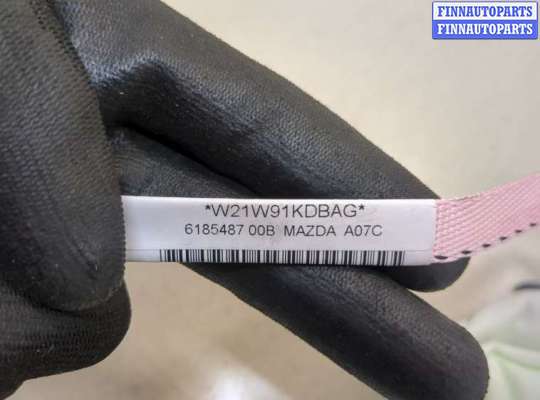 FINNAUTOPARTS
FINNAUTOPARTS
*W21W91KDBAG*
6185487 00B MAZDA A07C